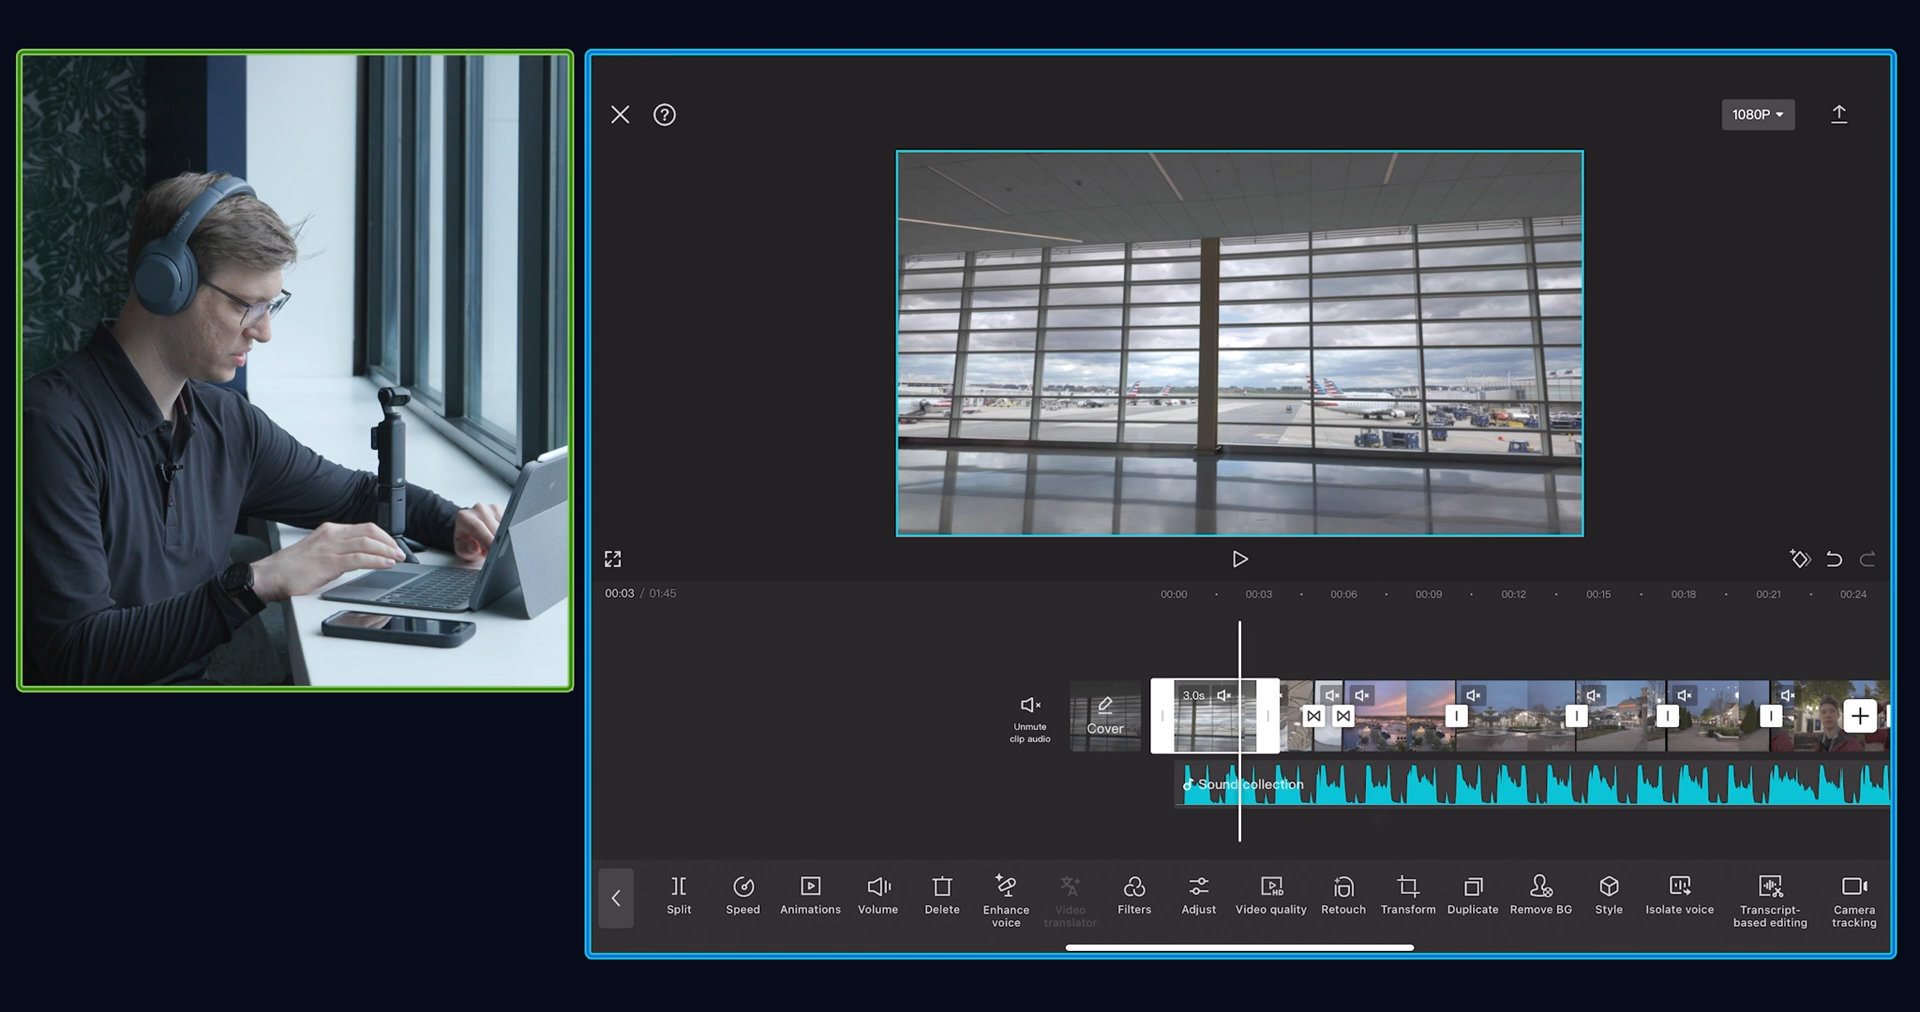 ?
1080P
00:03 / 01:45
00:00 00:03 00:06 00:09 00:12 00:15 00:18 00:21 00:24
Unmute
clip audio
Cover
3.0s
Sound collection
Split
Speed
Animations
Volume
Delete
Enhance
voice
Video
translator
Filters
Adjust
HD
Video quality
Retouch
Transform
Duplicate
Remove BG
Style
Isolate voice
Transcript-
based editing
Camera
tracking
SONY